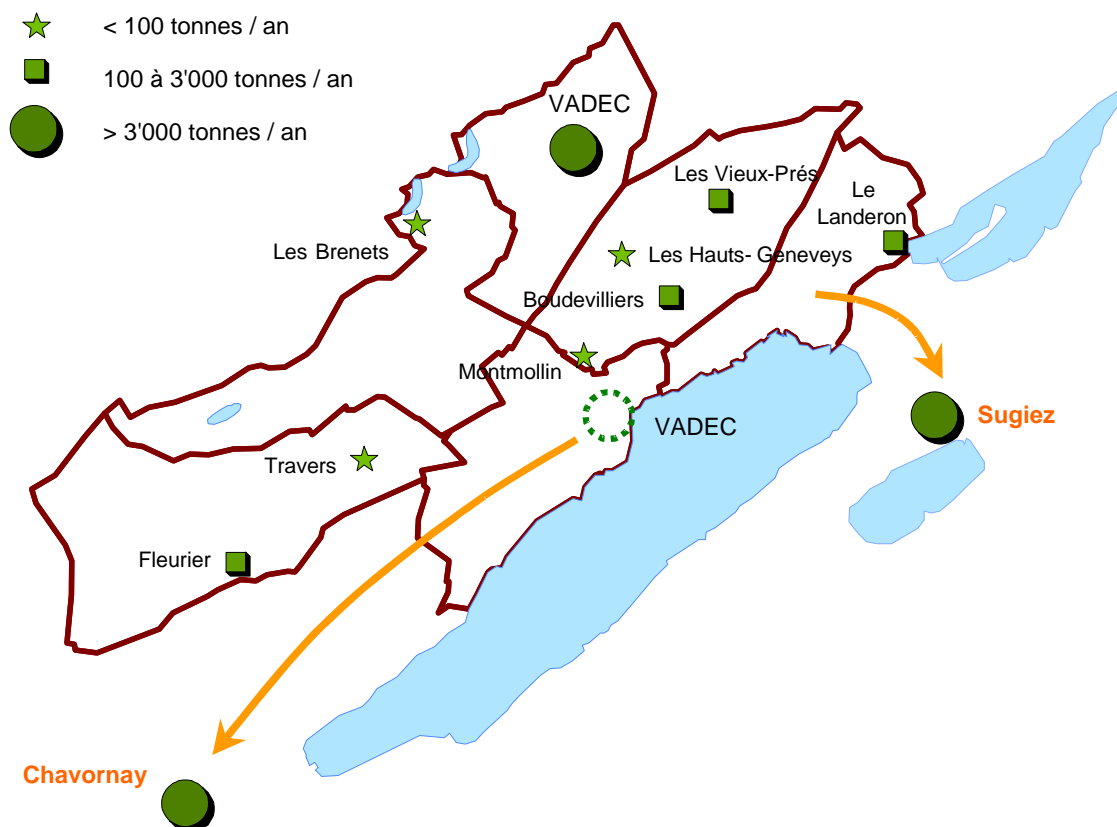 < 100 tonnes / an
100 à 3'000 tonnes / an
> 3'000 tonnes / an
VADEC
Les Vieux-Prés
Le
Landeron
Les Brenets
Les Hauts- Geneveys
Boudevilliers
Montmollin
VADEC
Sugiez
Travers
Fleurier
Chavornay